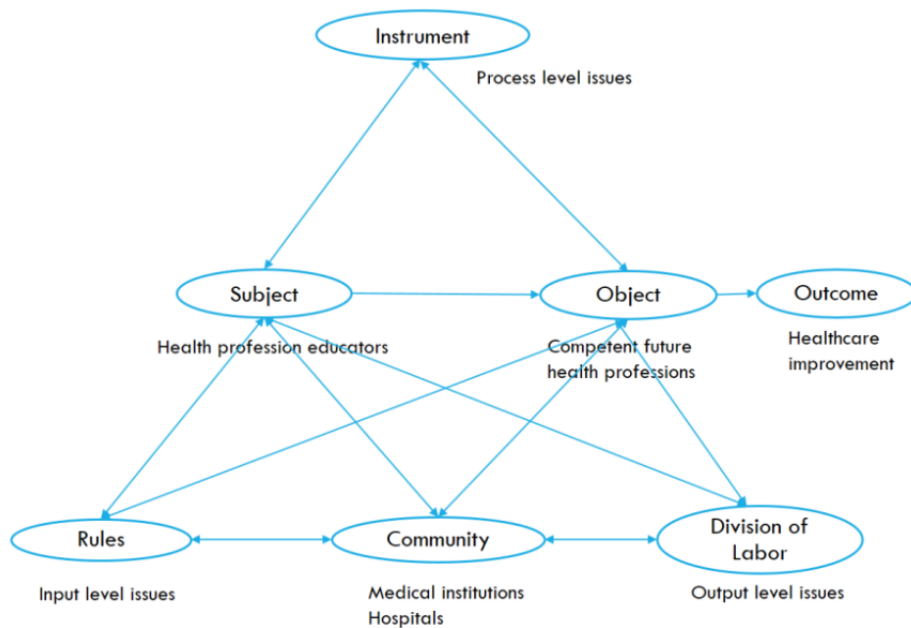 Instrument
Process level issues
Subject
Object
Outcome
Health profession educators
Competent future
health professions
Healthcare
improvement
Rules
Community
Division of
Labor
Input level issues
Medical institutions
Hospitals
Output level issues